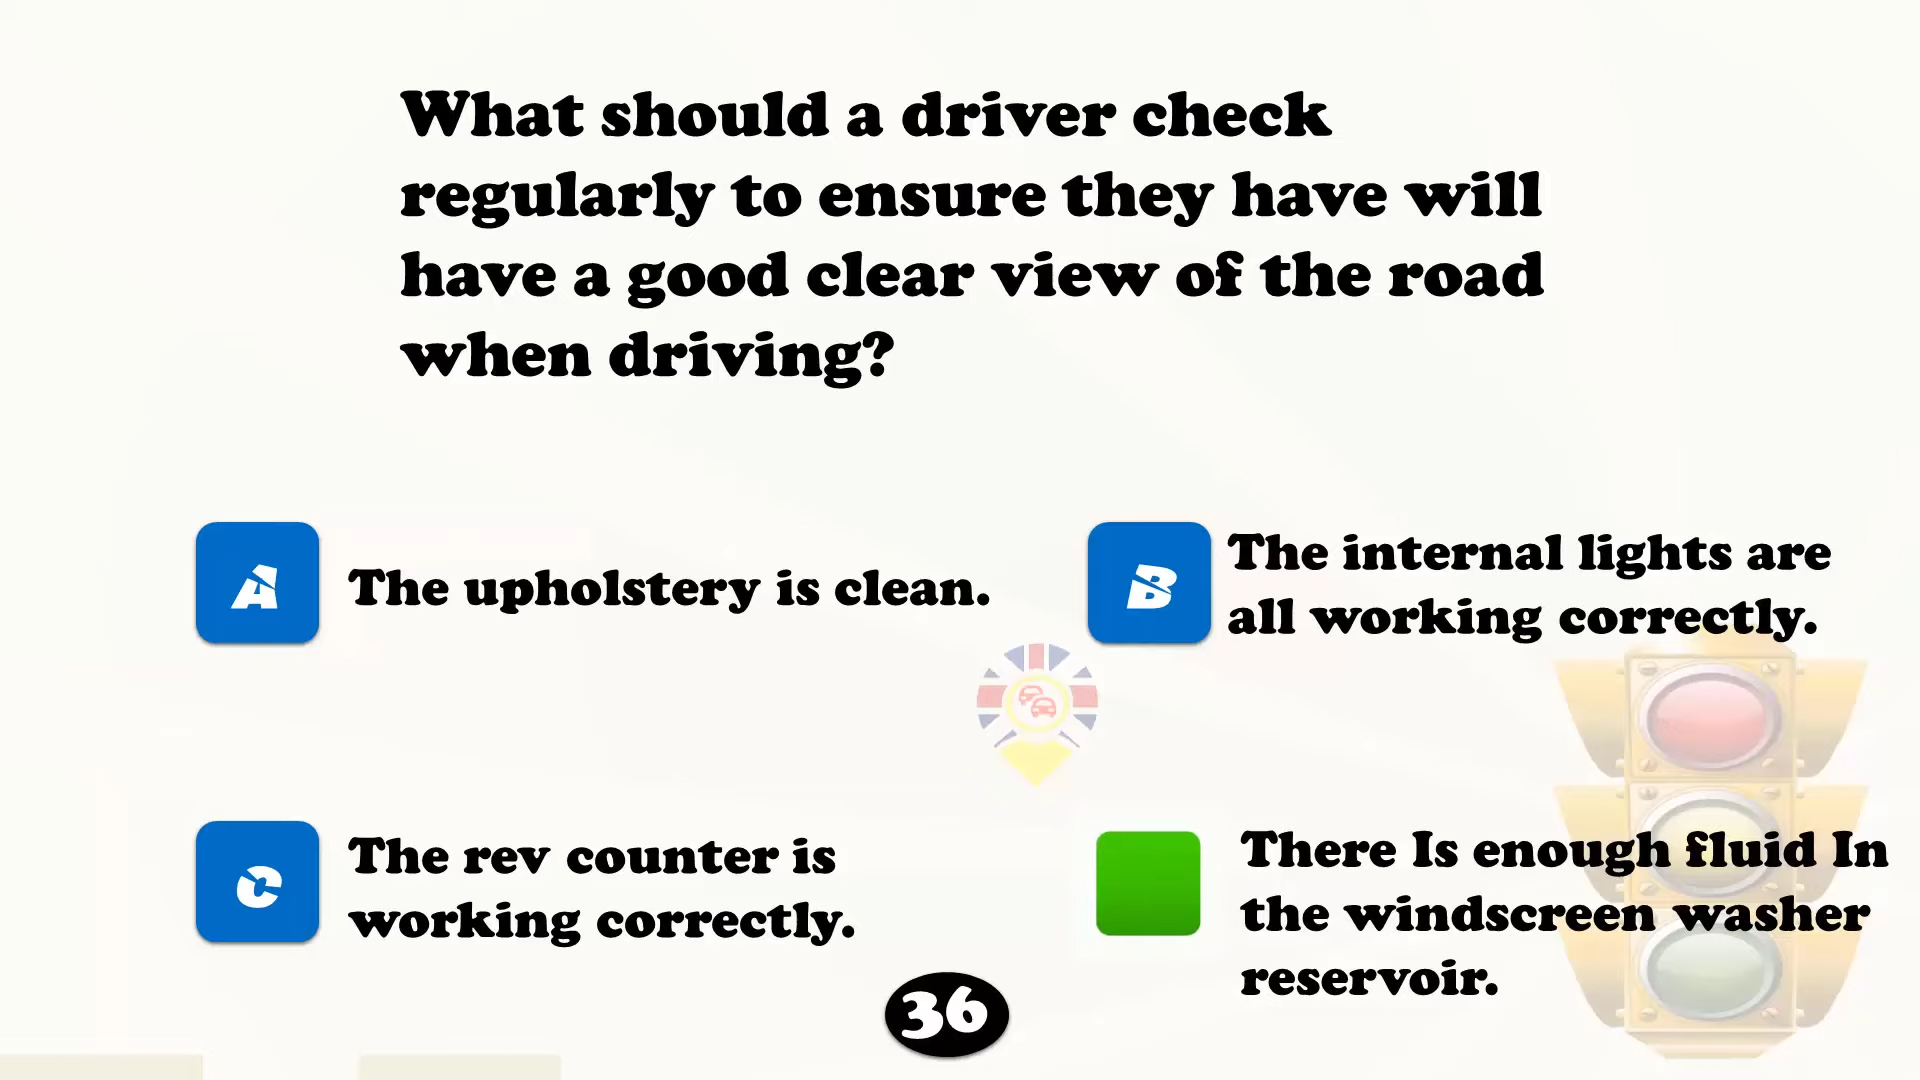 What should a driver check
regularly to ensure they have will
have a good clear view of the road
when driving?
A
The upholstery is clean.
B
The internal lights are
all working correctly.
C
The rev counter is
working correctly.
There Is enough fluid In
the windscreen washer
reservoir.
36